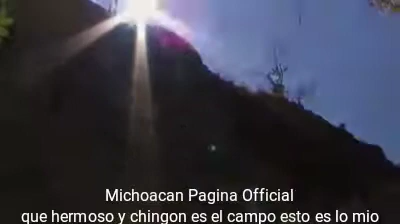 Michoacan Pagina Official
que hermoso y chingon es el campo esto es lo mio